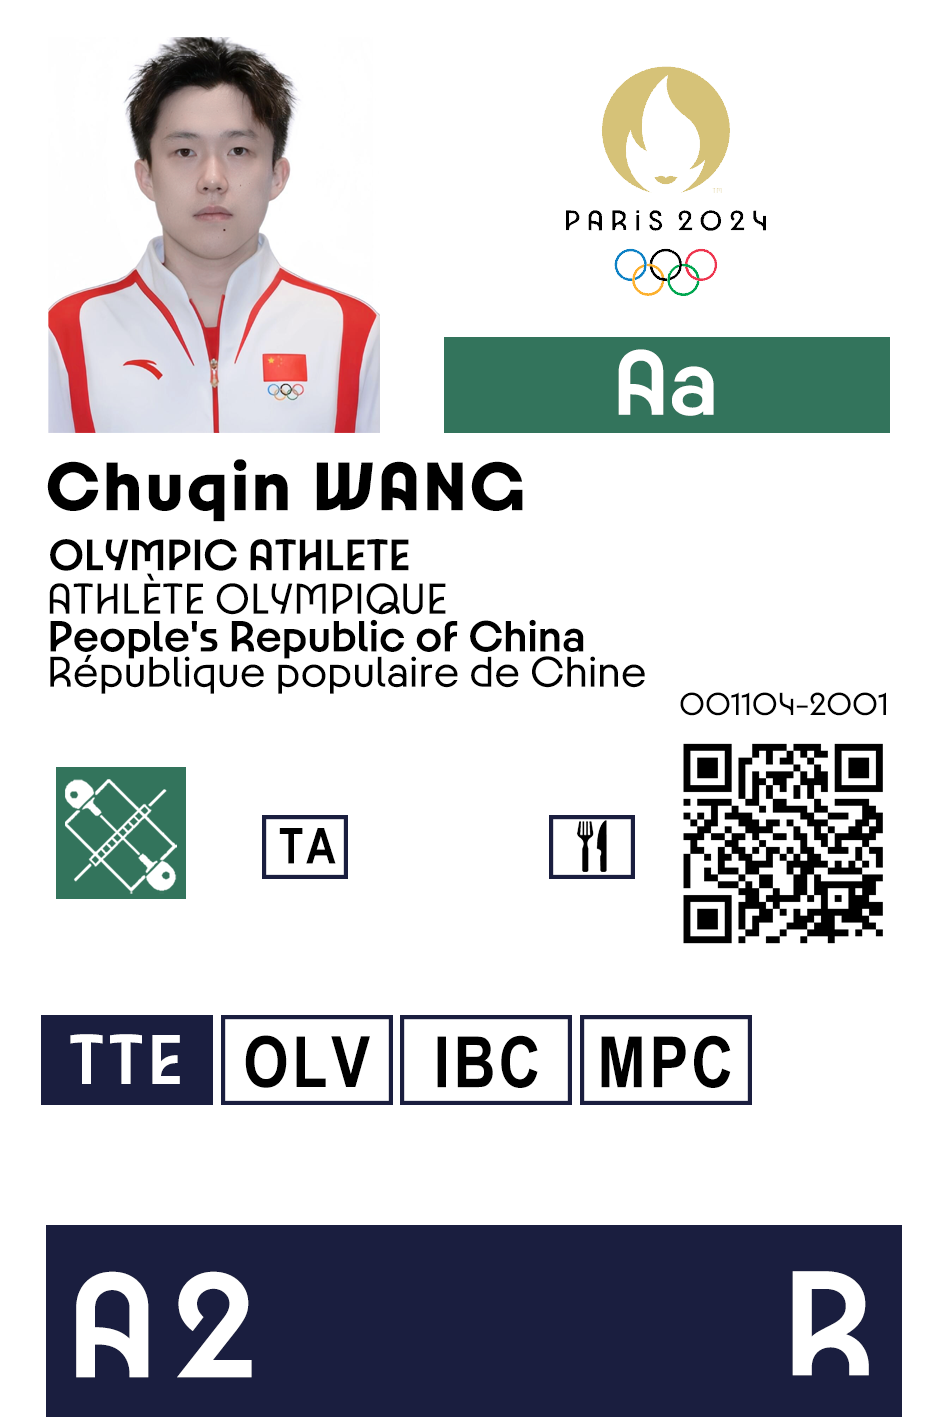 PARIS 2024
Aa
Chuqin WANG
OLYMPIC ATHLETE
ATHLÈTE OLYMPIQUE
People's Republic of China
République populaire de Chine
001104-2001
TA
TTE OLV IBC MPC
A2 R